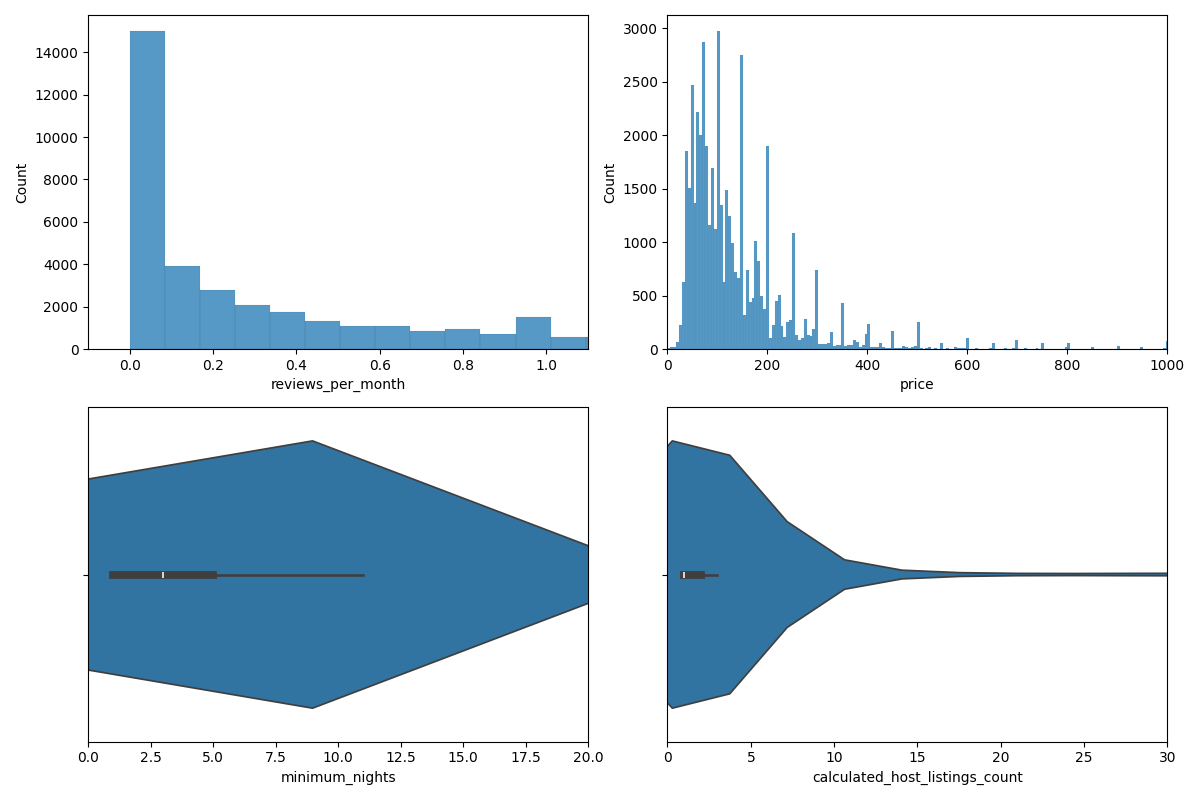 14000
12000
10000
8000
6000
4000
2000
0
Count
0.0 0.2 0.4 0.6 0.8 1.0
reviews_per_month
3000
2500
2000
1500
1000
500
0
Count
0 200 400 600 800 1000
price
0.0 2.5 5.0 7.5 10.0 12.5 15.0 17.5 20.0
minimum_nights
0 5 10 15 20 25 30
calculated_host_listings_count